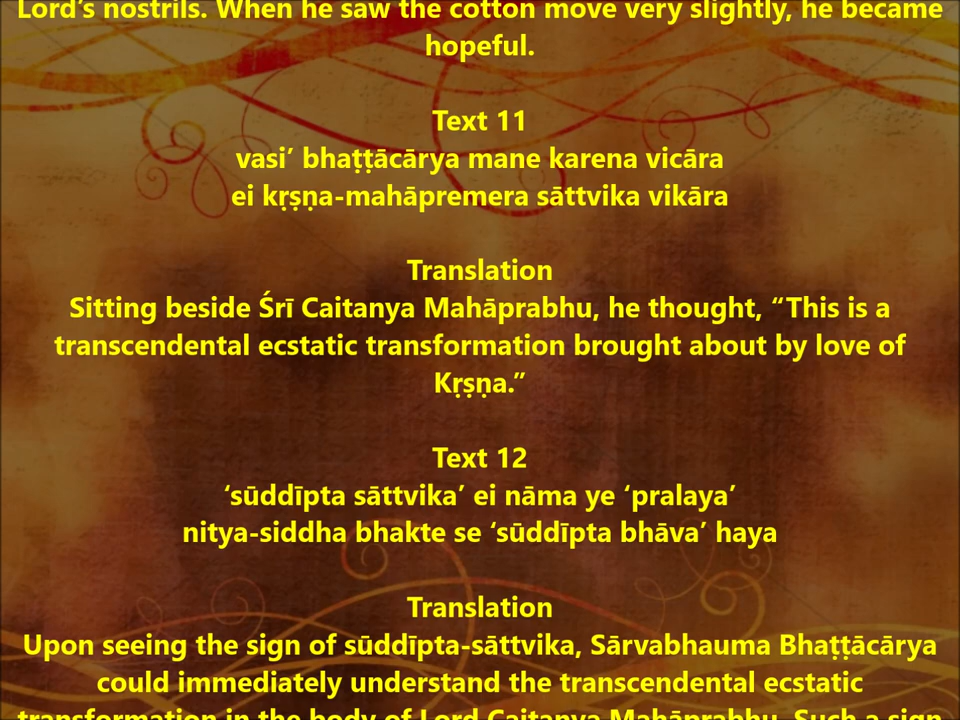 Lord's nostrils. When he saw the cotton move very slightly, he became
hopeful.
Text 11
vasi’ bhaṭṭācārya mane karena vicāra
ei kṛṣṇa-mahāpremera sāttvika vikāra
Translation
Sitting beside Śrī Caitanya Mahāprabhu, he thought, “This is a
transcendental ecstatic transformation brought about by love of
Kṛṣṇa.”
Text 12
‘sūddīpta sāttvika’ ei nāma ye ‘pralaya’
nitya-siddha bhakte se ‘sūddīpta bhāva’ haya
Translation
Upon seeing the sign of sūddīpta-sāttvika, Sārvabhauma Bhaṭṭācārya
could immediately understand the transcendental ecstatic
transformation in the body of Lord Caitanya Mahāprabhu. Such a sign